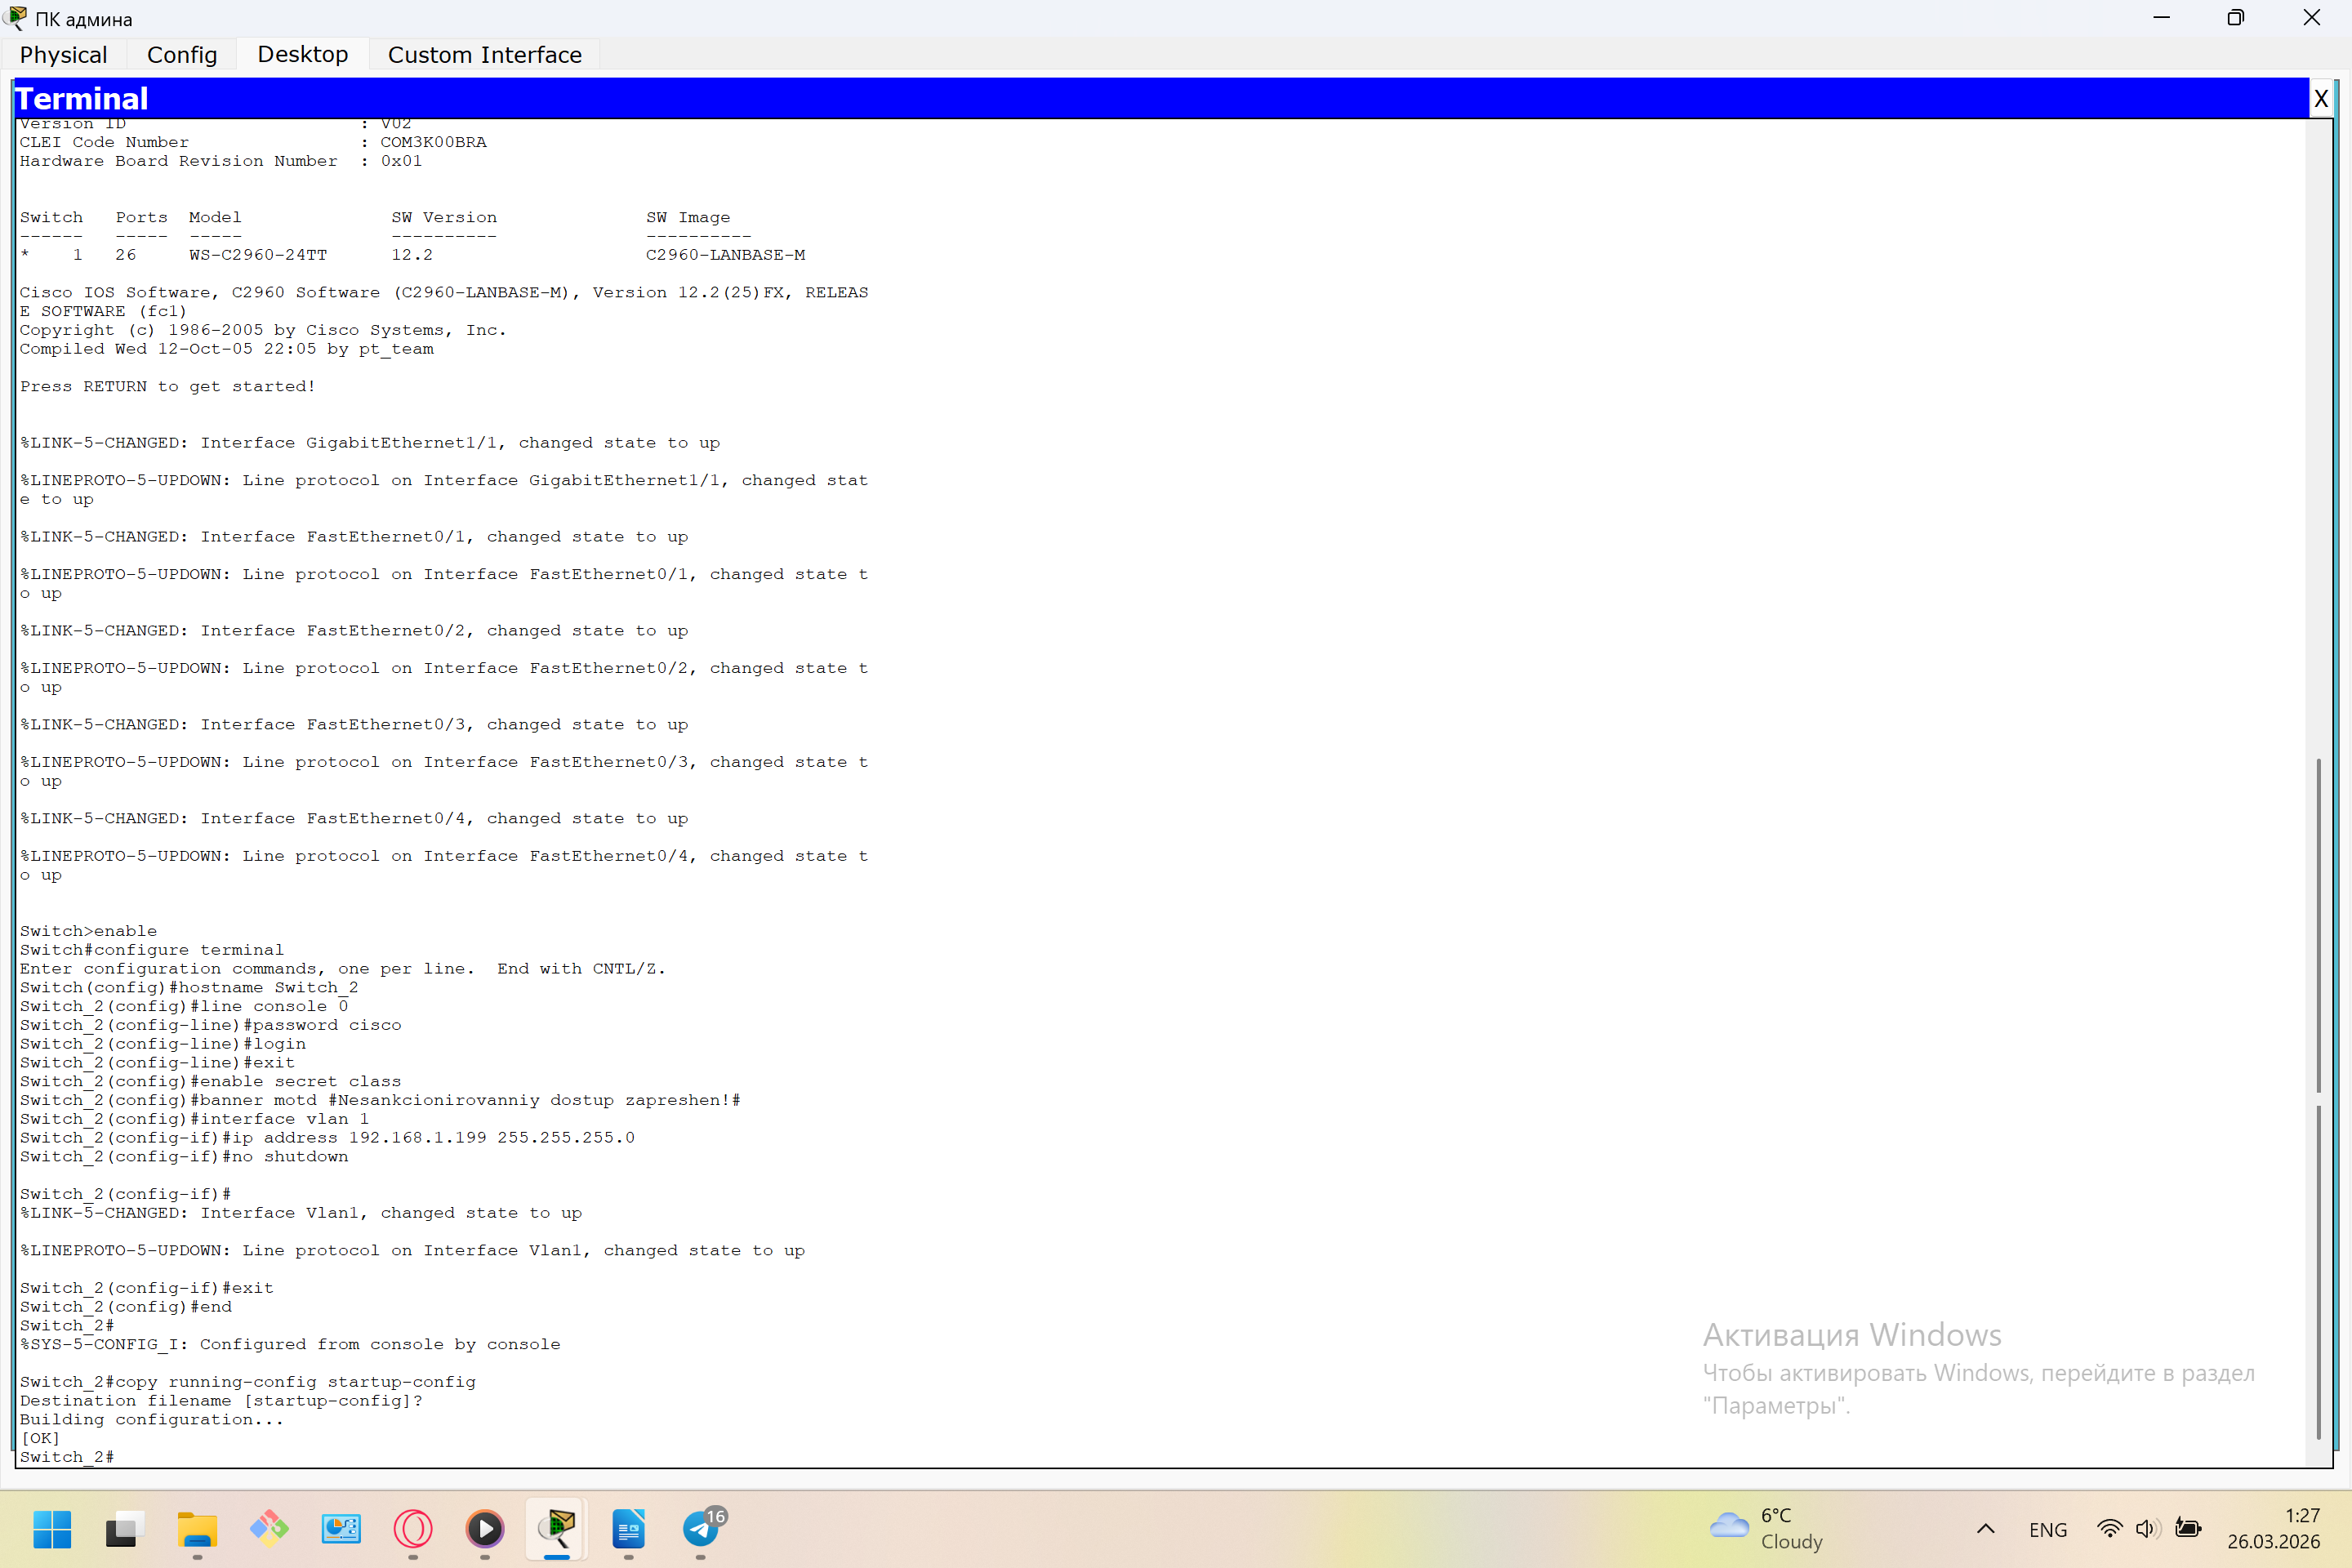 ПК админа
Physical Config Desktop Custom Interface
Terminal X
Version ID : V02
CLEI Code Number : COM3K00BRA
Hardware Board Revision Number : 0x01
Switch Ports Model SW Version SW Image
------ ----- ----- ---------- ----------
* 1 26 WS-C2960-24TT 12.2 C2960-LANBASE-M
Cisco IOS Software, C2960 Software (C2960-LANBASE-M), Version 12.2(25)FX, RELEAS
E SOFTWARE (fc1)
Copyright (c) 1986-2005 by Cisco Systems, Inc.
Compiled Wed 12-Oct-05 22:05 by pt_team
Press RETURN to get started!
%LINK-5-CHANGED: Interface GigabitEthernet1/1, changed state to up
%LINEPROTO-5-UPDOWN: Line protocol on Interface GigabitEthernet1/1, changed stat
e to up
%LINK-5-CHANGED: Interface FastEthernet0/1, changed state to up
%LINEPROTO-5-UPDOWN: Line protocol on Interface FastEthernet0/1, changed state t
o up
%LINK-5-CHANGED: Interface FastEthernet0/2, changed state to up
%LINEPROTO-5-UPDOWN: Line protocol on Interface FastEthernet0/2, changed state t
o up
%LINK-5-CHANGED: Interface FastEthernet0/3, changed state to up
%LINEPROTO-5-UPDOWN: Line protocol on Interface FastEthernet0/3, changed state t
o up
%LINK-5-CHANGED: Interface FastEthernet0/4, changed state to up
%LINEPROTO-5-UPDOWN: Line protocol on Interface FastEthernet0/4, changed state t
o up
Switch>enable
Switch#configure terminal
Enter configuration commands, one per line. End with CNTL/Z.
Switch(config)#hostname Switch_2
Switch_2(config)#line console 0
Switch_2(config-line)#password cisco
Switch_2(config-line)#login
Switch_2(config-line)#exit
Switch_2(config)#enable secret class
Switch_2(config)#banner motd #Nesankcionirovanniy dostup zapreshen!#
Switch_2(config)#interface vlan 1
Switch_2(config-if)#ip address 192.168.1.199 255.255.255.0
Switch_2(config-if)#no shutdown
Switch_2(config-if)#
%LINK-5-CHANGED: Interface Vlan1, changed state to up
%LINEPROTO-5-UPDOWN: Line protocol on Interface Vlan1, changed state to up
Switch_2(config-if)#exit
Switch_2(config)#end
Switch_2#
%SYS-5-CONFIG_I: Configured from console by console
Switch_2#copy running-config startup-config
Destination filename [startup-config]?
Building configuration...
[OK]
Switch_2#
Активация Windows
Чтобы активировать Windows, перейдите в раздел
"Параметры".
16
6°C
Cloudy
ENG
1:27
26.03.2026